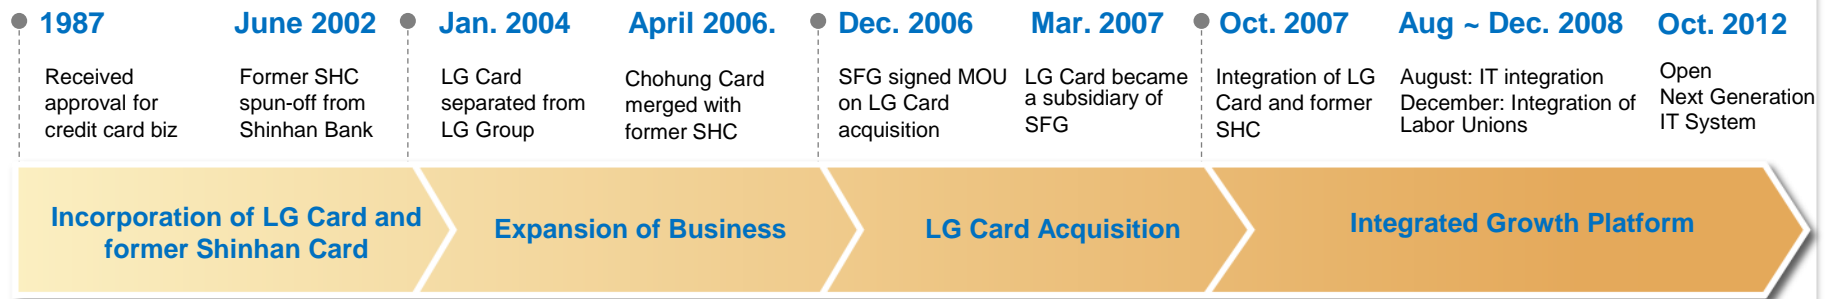 1987
Received
approval for
credit card biz
June 2002
Former SHC
spun-off from
Shinhan Bank
Jan. 2004
LG Card
separated from
LG Group
April 2006.
Chohung Card
merged with
former SHC
Dec. 2006
SFG signed MOU
on LG Card
acquisition
Mar. 2007
LG Card became
a subsidiary of
SFG
Oct. 2007
Integration of LG
Card and former
SHC
Aug ~ Dec. 2008
August: IT integration
December: Integration of
Labor Unions
Oct. 2012
Open
Next Generation
IT System
Incorporation of LG Card and
former Shinhan Card
Expansion of Business
LG Card Acquisition
Integrated Growth Platform